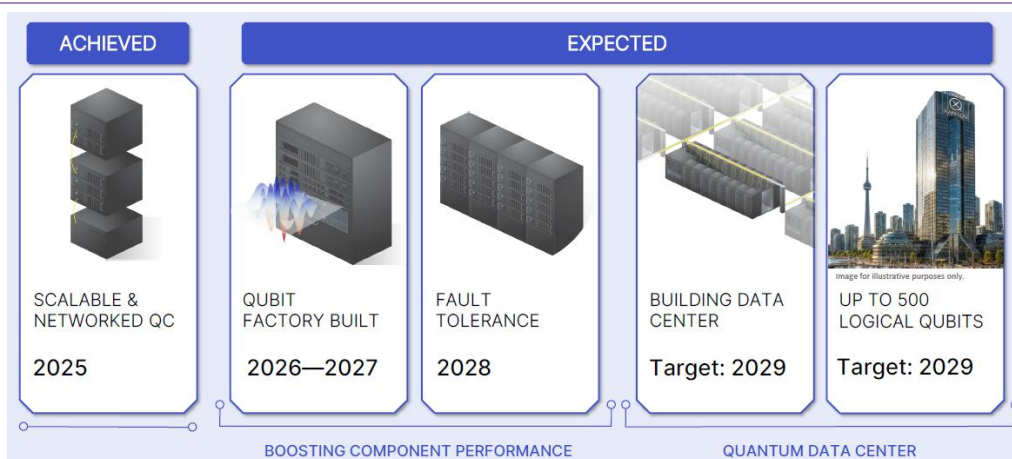 ACHIEVED
EXPECTED
SCALABLE &
NETWORKED QC
2025
QUBIT
FACTORY BUILT
2026—2027
FAULT
TOLERANCE
2028
BUILDING DATA
CENTER
Target: 2029
Image for illustrative purposes only.
UP TO 500
LOGICAL QUBITS
Target: 2029
BOOSTING COMPONENT PERFORMANCE
QUANTUM DATA CENTER